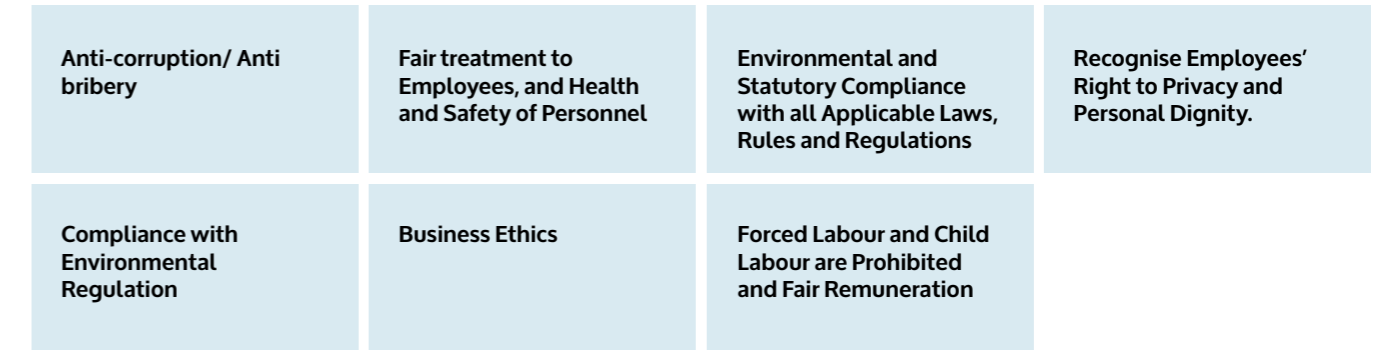 Anti-corruption/ Anti
bribery
Fair treatment to
Employees, and Health
and Safety of Personnel
Environmental and
Statutory Compliance
with all Applicable Laws,
Rules and Regulations
Recognise Employees’
Right to Privacy and
Personal Dignity.
Compliance with
Environmental
Regulation
Business Ethics
Forced Labour and Child
Labour are Prohibited
and Fair Remuneration